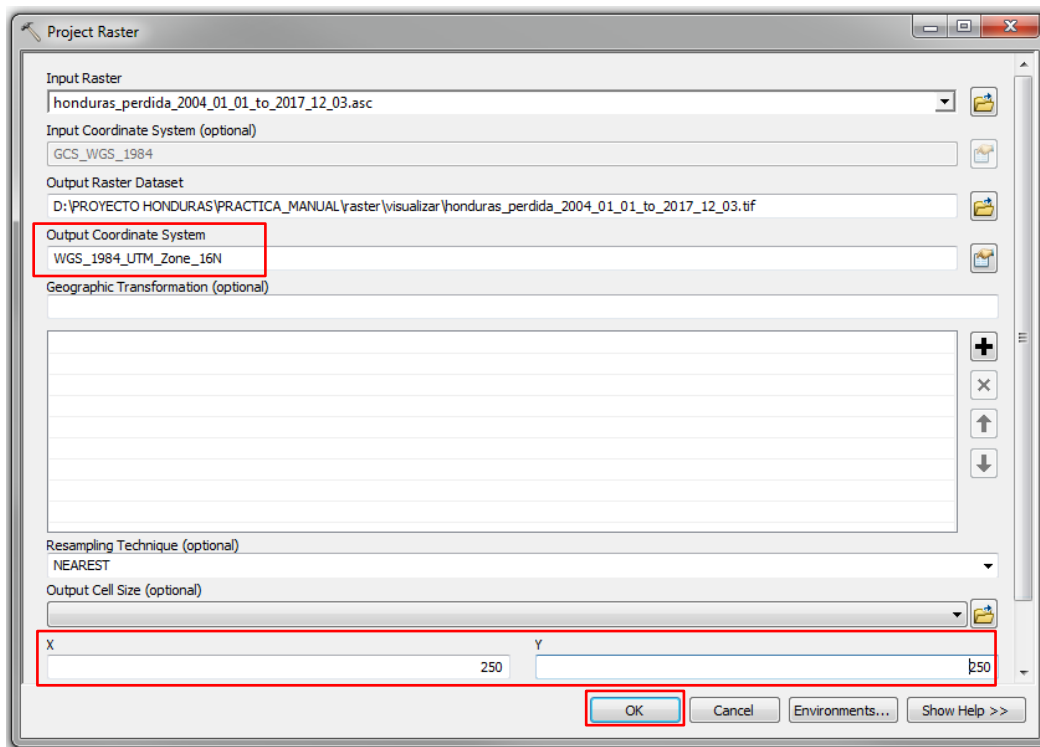 Project Raster
Input Raster
honduras_perdida_2004_01_01_to_2017_12_03.asc
Input Coordinate System (optional)
GCS_WGS_1984
Output Raster Dataset
D:\PROYECTO HONDURAS\PRACTICA_MANUAL\raster\visualizar\honduras_perdida_2004_01_01_to_2017_12_03.tif
Output Coordinate System
WGS_1984_UTM_Zone_16N
Geographic Transformation (optional)
Resampling Technique (optional)
NEAREST
Output Cell Size (optional)
X Y
250 250
OK Cancel Environments... Show Help >>